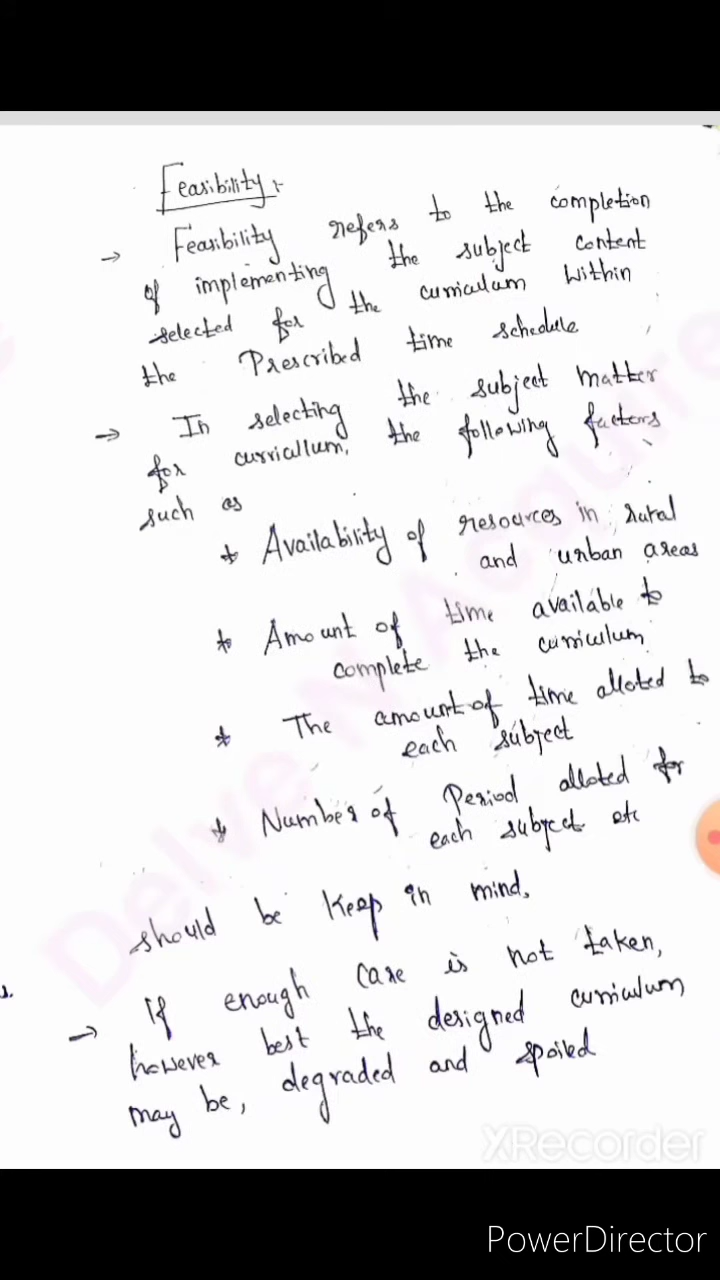 Feasibility :-
→ Feasibility refers to the completion
of implementing the subject content
selected for the curriculum within
the Prescribed time schedule
→ In selecting the subject matter
for curriallum, the following factors
such as
* Availability of resources in rural
and urban areas
* Amount of time available to
complete the curriculum
* The amount of time alloted to
each subject
* Number of Period alloted for
each subject etc
should be keep in mind.
s.
→ If enough care is not taken,
however best the designed curriculum
may be, degraded and spoiled
XRecorder
PowerDirector